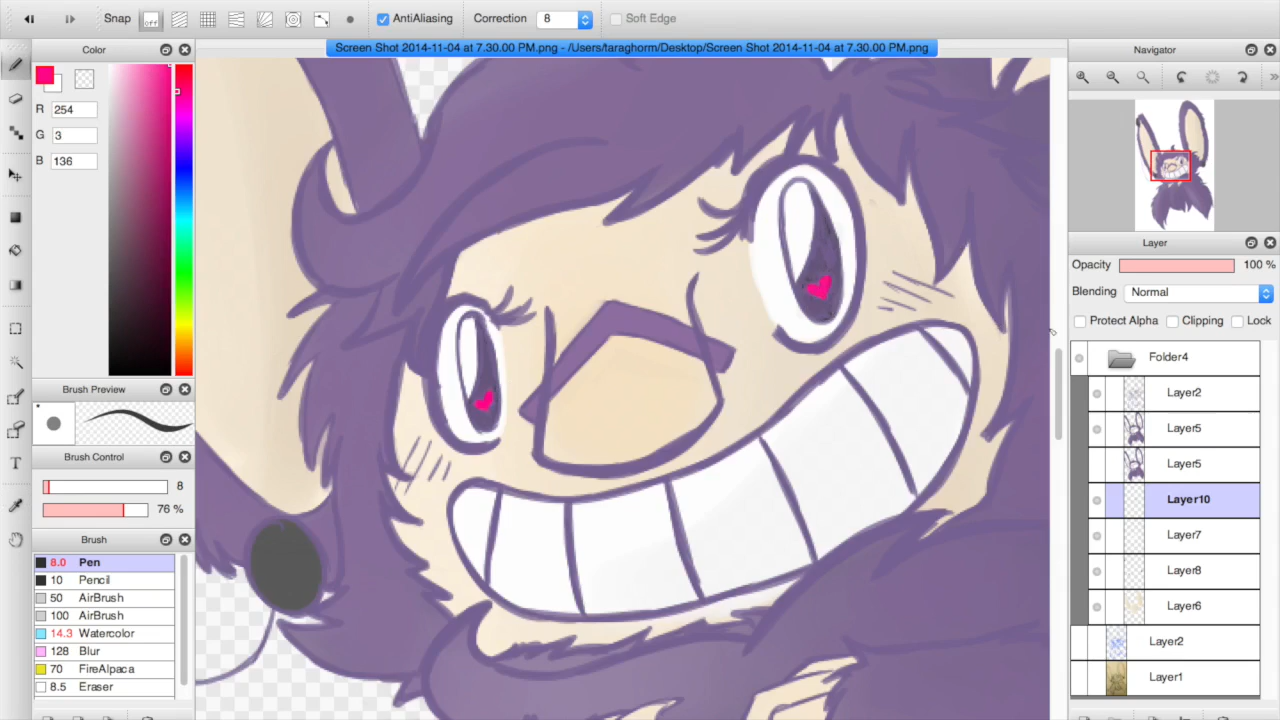 Snap off AntiAliasing Correction 8 Soft Edge
Screen Shot 2014-11-04 at 7.30.00 PM.png - /Users/taraghorm/Desktop/Screen Shot 2014-11-04 at 7.30.00 PM.png
Color
R 254
G 3
B 136
Brush Preview
Brush Control
8
76 %
Brush
8.0 Pen
10 Pencil
50 AirBrush
100 AirBrush
14.3 Watercolor
128 Blur
70 FireAlpaca
8.5 Eraser
T
Navigator
Layer
Opacity 100 %
Blending Normal
Protect Alpha Clipping Lock
Folder4
Layer2
Layer5
Layer5
Layer10
Layer7
Layer8
Layer6
Layer2
Layer1